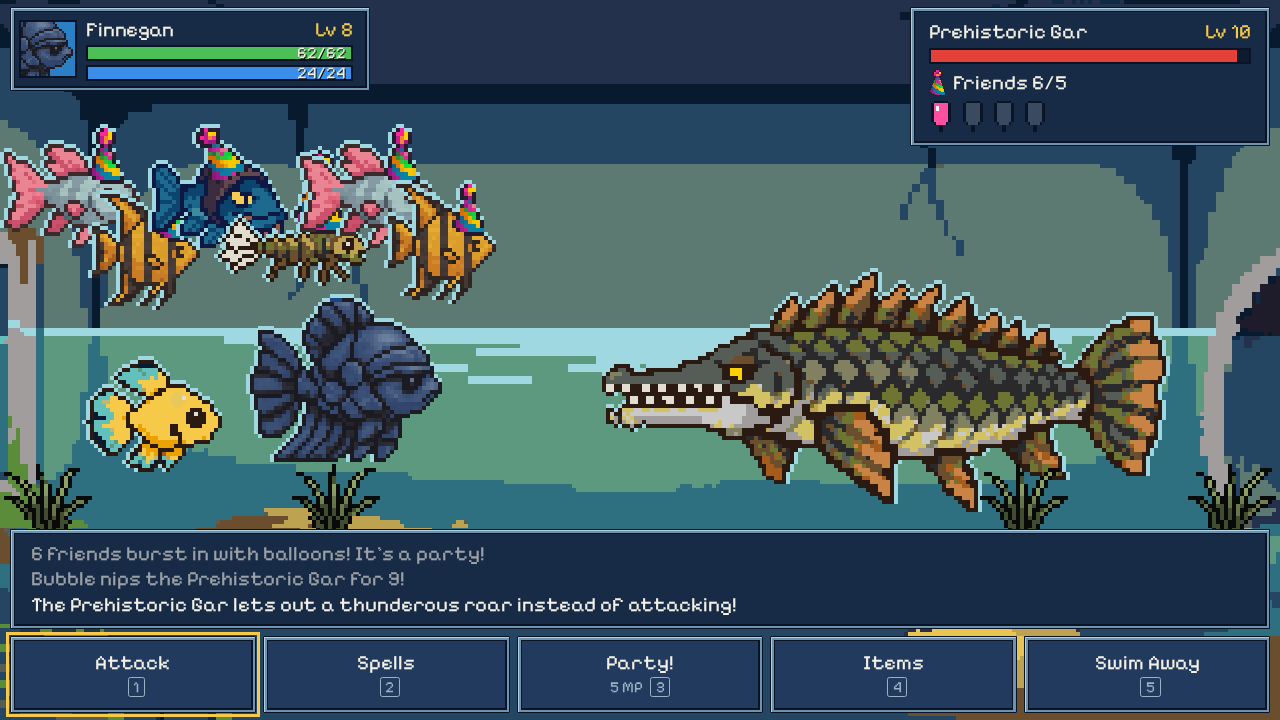 Finnegan Lv 8
62/62
24/24
Prehistoric Gar Lv 10
Friends 6/5
6 friends burst in with balloons! It's a party!
Bubble nips the Prehistoric Gar for 9!
The Prehistoric Gar lets out a thunderous roar instead of attacking!
Attack Spells Party! Items Swim Away
1 2 5 MP 3 4 5